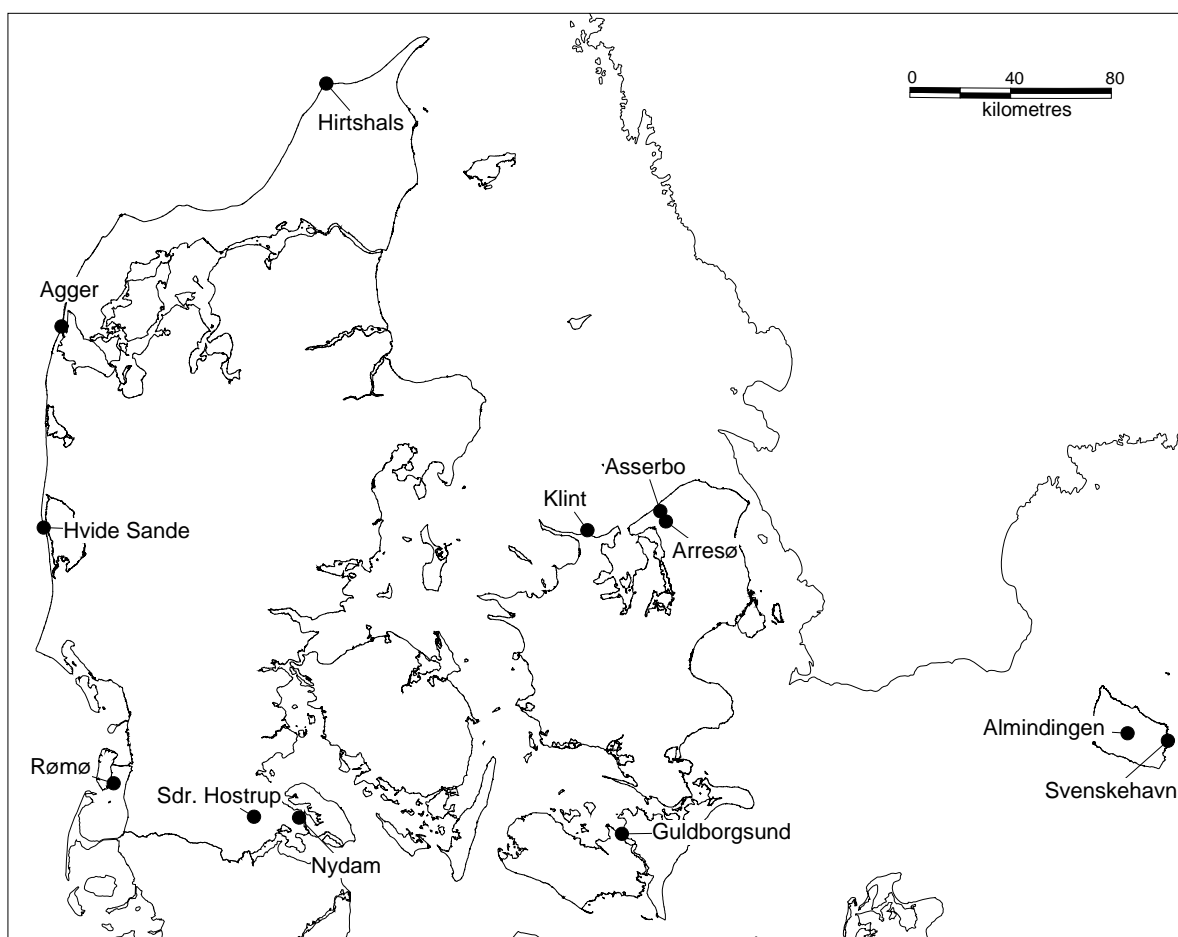 0 40 80
kilometres
Hirtshals
Agger
Asserbo
Klint
Hvide Sande
Arresø
Almindingen
Rømø
Svenskehavn
Sdr. Hostrup
Guldborgsund
Nydam